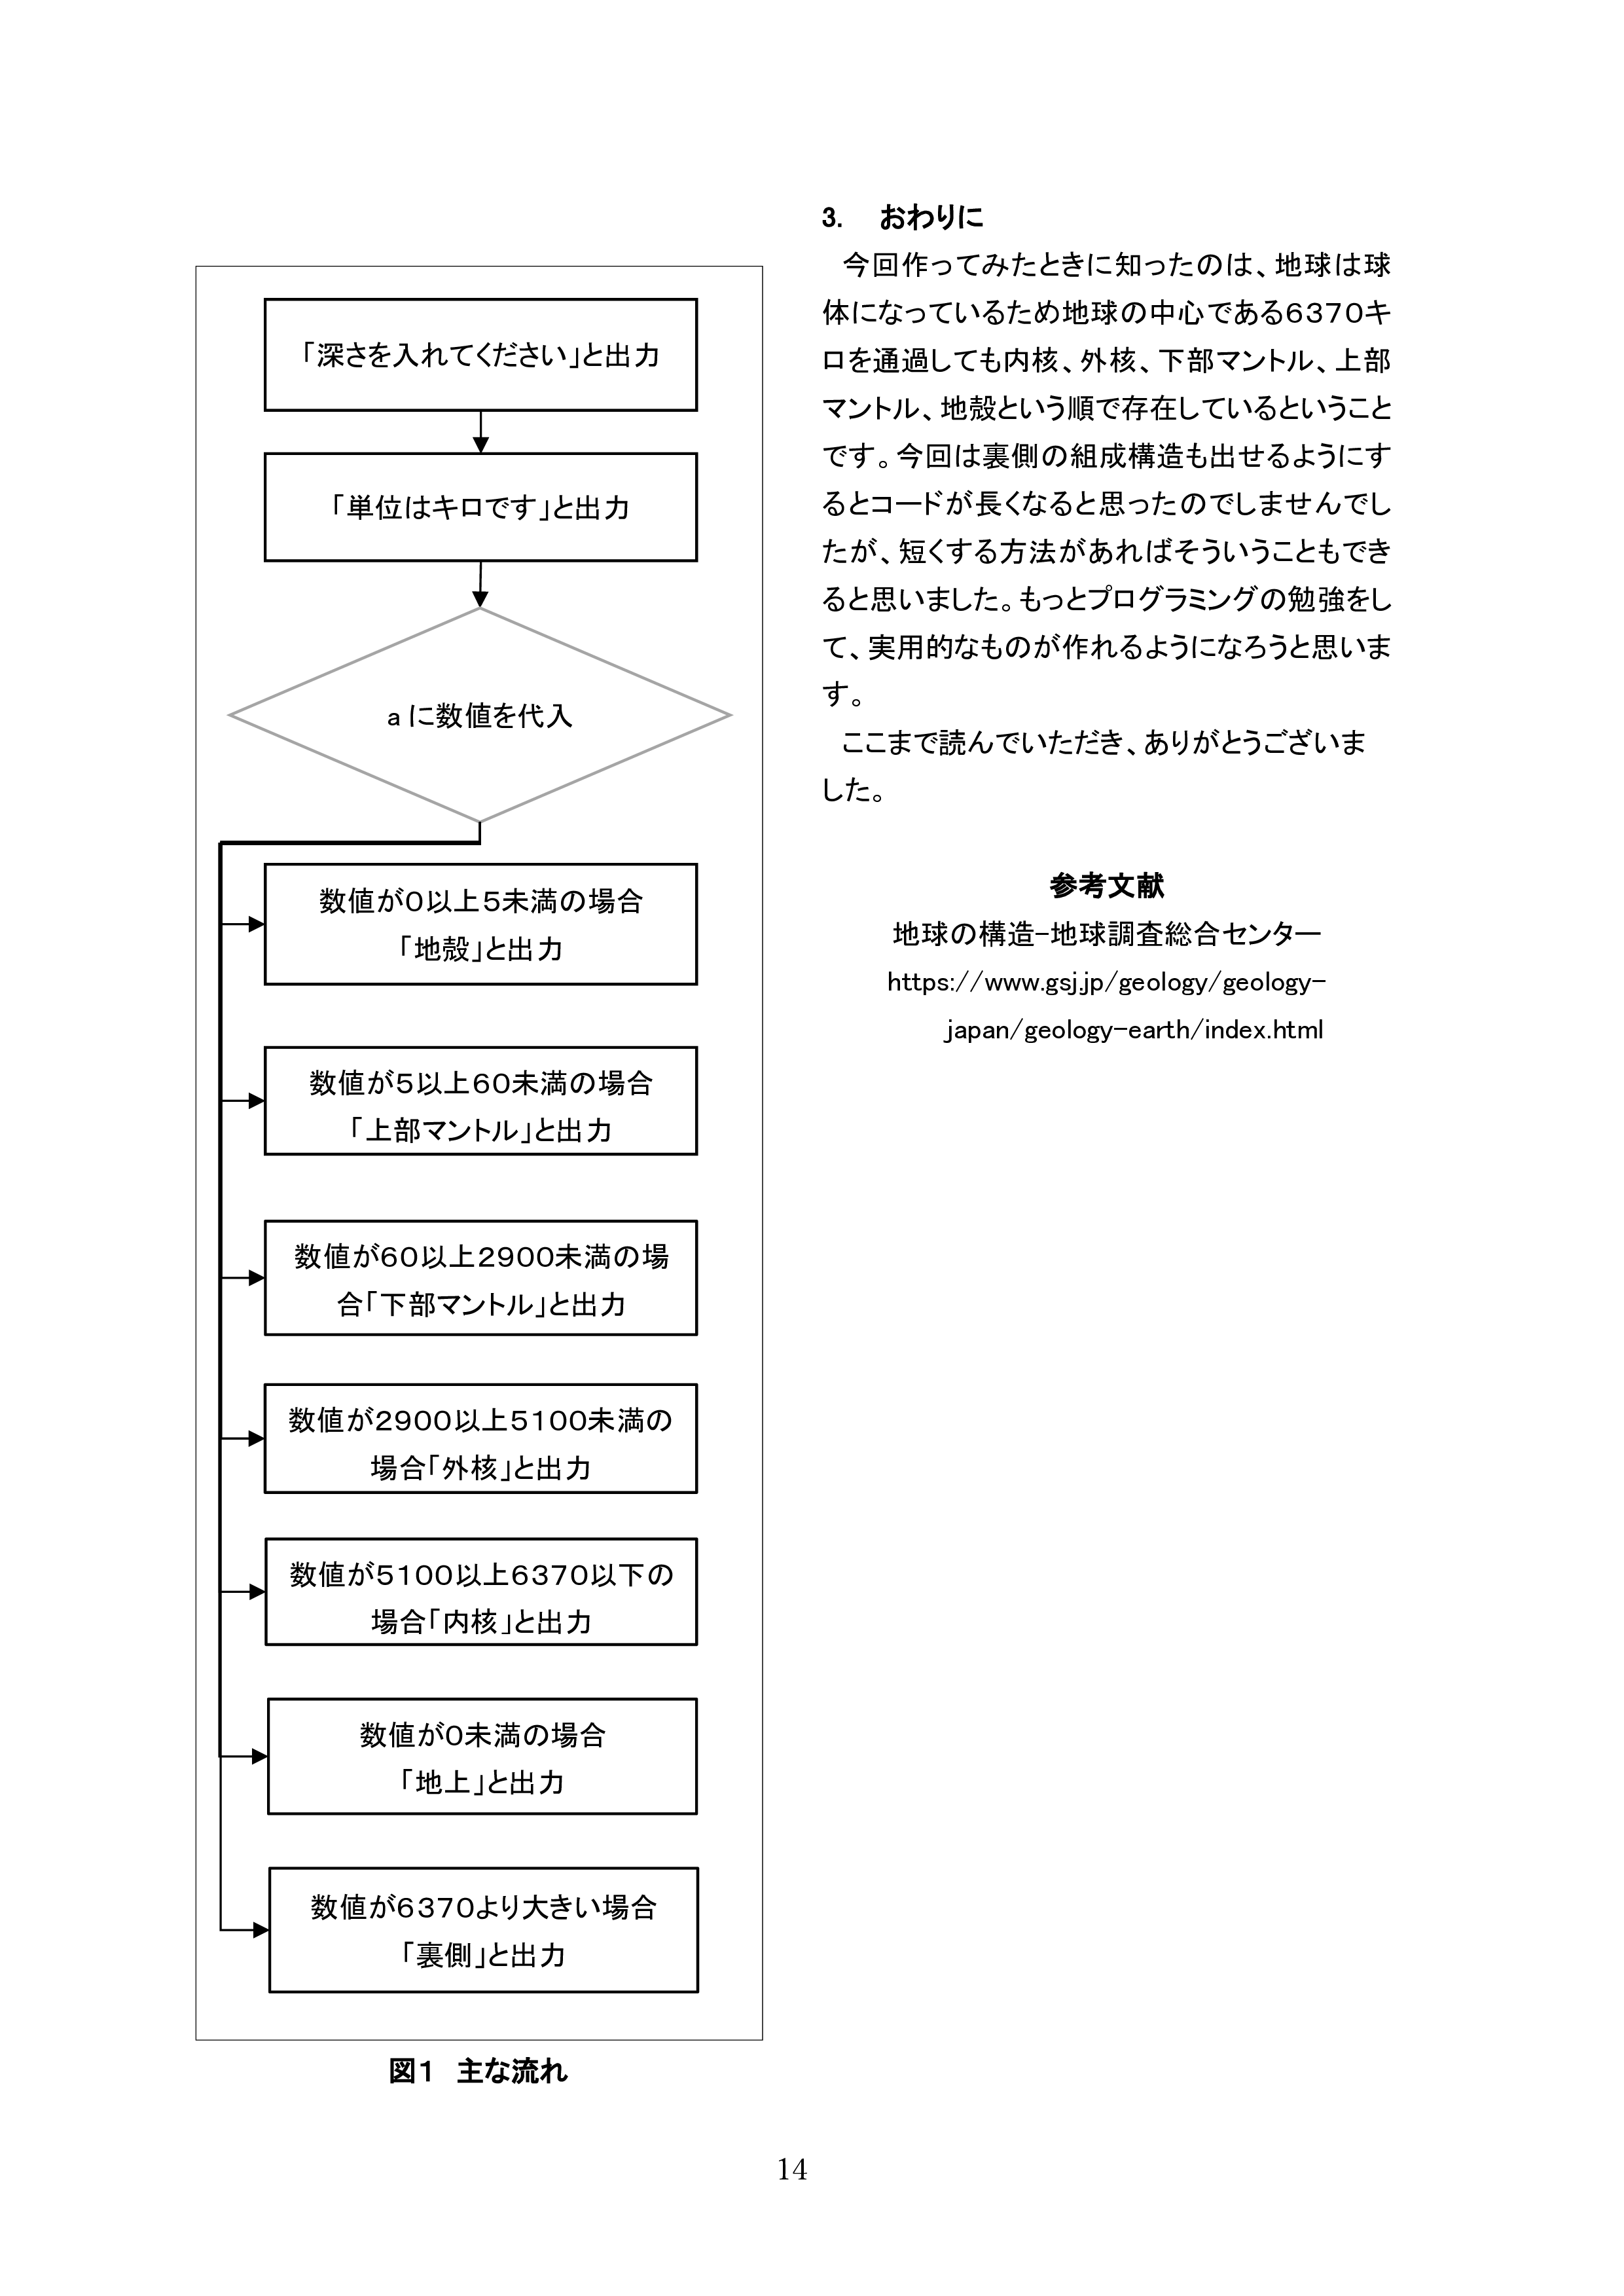 「深さを入れてください」と出力
「単位はキロです」と出力
aに数値を代入
数値が0以上5未満の場合
「地殻」と出力
数値が5以上60未満の場合
「上部マントル」と出力
数値が60以上2900未満の場
合「下部マントル」と出力
数値が2900以上5100未満の
場合「外核」と出力
数値が5100以上6370以下の
場合「内核」と出力
数値が0未満の場合
「地上」と出力
数値が6370より大きい場合
「裏側」と出力
図1 主な流れ
3. おわりに
今回作ってみたときに知ったのは、地球は球
体になっているため地球の中心である6370キ
ロを通過しても内核、外核、下部マントル、上部
マントル、地殻という順で存在しているということ
です。今回は裏側の組成構造も出せるようにす
るとコードが長くなると思ったのでしませんでし
たが、短くする方法があればそういうこともでき
ると思いました。もっとプログラミングの勉強をし
て、実用的なものが作れるようになろうと思いま
す。
ここまで読んでいただき、ありがとうございま
した。
参考文献
地球の構造-地球調査総合センター
https://www.gsj.jp/geology/geology-
japan/geology-earth/index.html
14